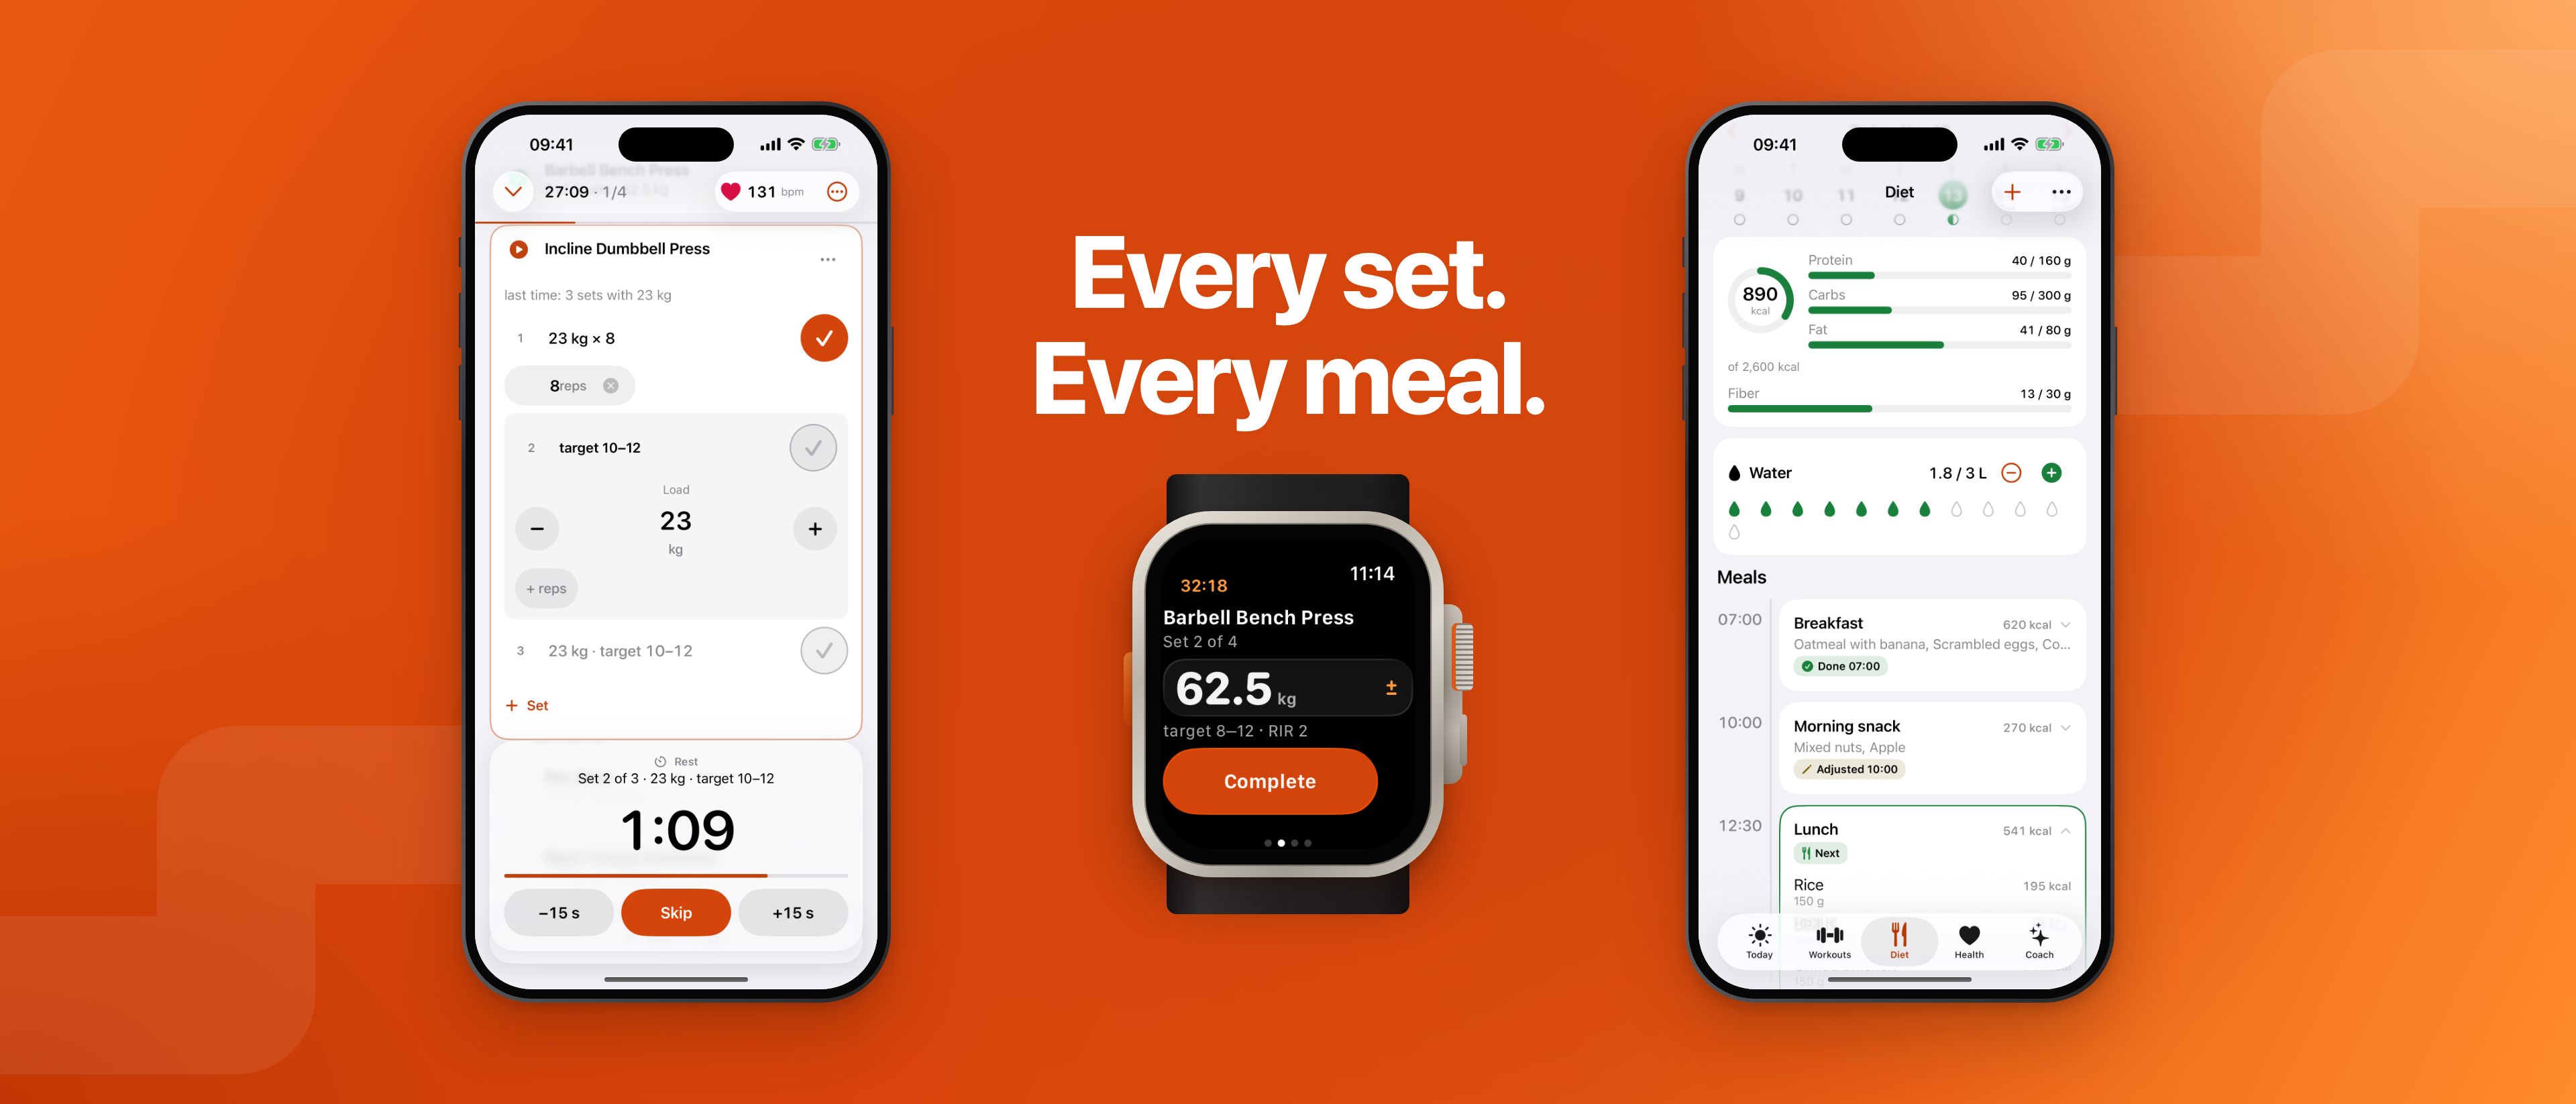 09:41
27:09 · 1/4
131 bpm
Incline Dumbbell Press
last time: 3 sets with 23 kg
1 23 kg × 8
8reps
2 target 10–12
Load
23
kg
+ reps
3 23 kg · target 10–12
+ Set
Rest
Set 2 of 3 · 23 kg · target 10–12
1:09
−15 s Skip +15 s
Every set.
Every meal.
11:14
32:18
Barbell Bench Press
Set 2 of 4
62.5 kg ±
target 8–12 · RIR 2
Complete
09:41
Diet
9 10 11 12 13
890
kcal
of 2,600 kcal
Protein 40 / 160 g
Carbs 95 / 300 g
Fat 41 / 80 g
Fiber 13 / 30 g
Water 1.8 / 3 L
Meals
07:00
Breakfast 620 kcal
Oatmeal with banana, Scrambled eggs, Co...
Done 07:00
10:00
Morning snack 270 kcal
Mixed nuts, Apple
Adjusted 10:00
12:30
Lunch 541 kcal
Next
Rice 195 kcal
150 g
150 g
Today Workouts Diet Health Coach